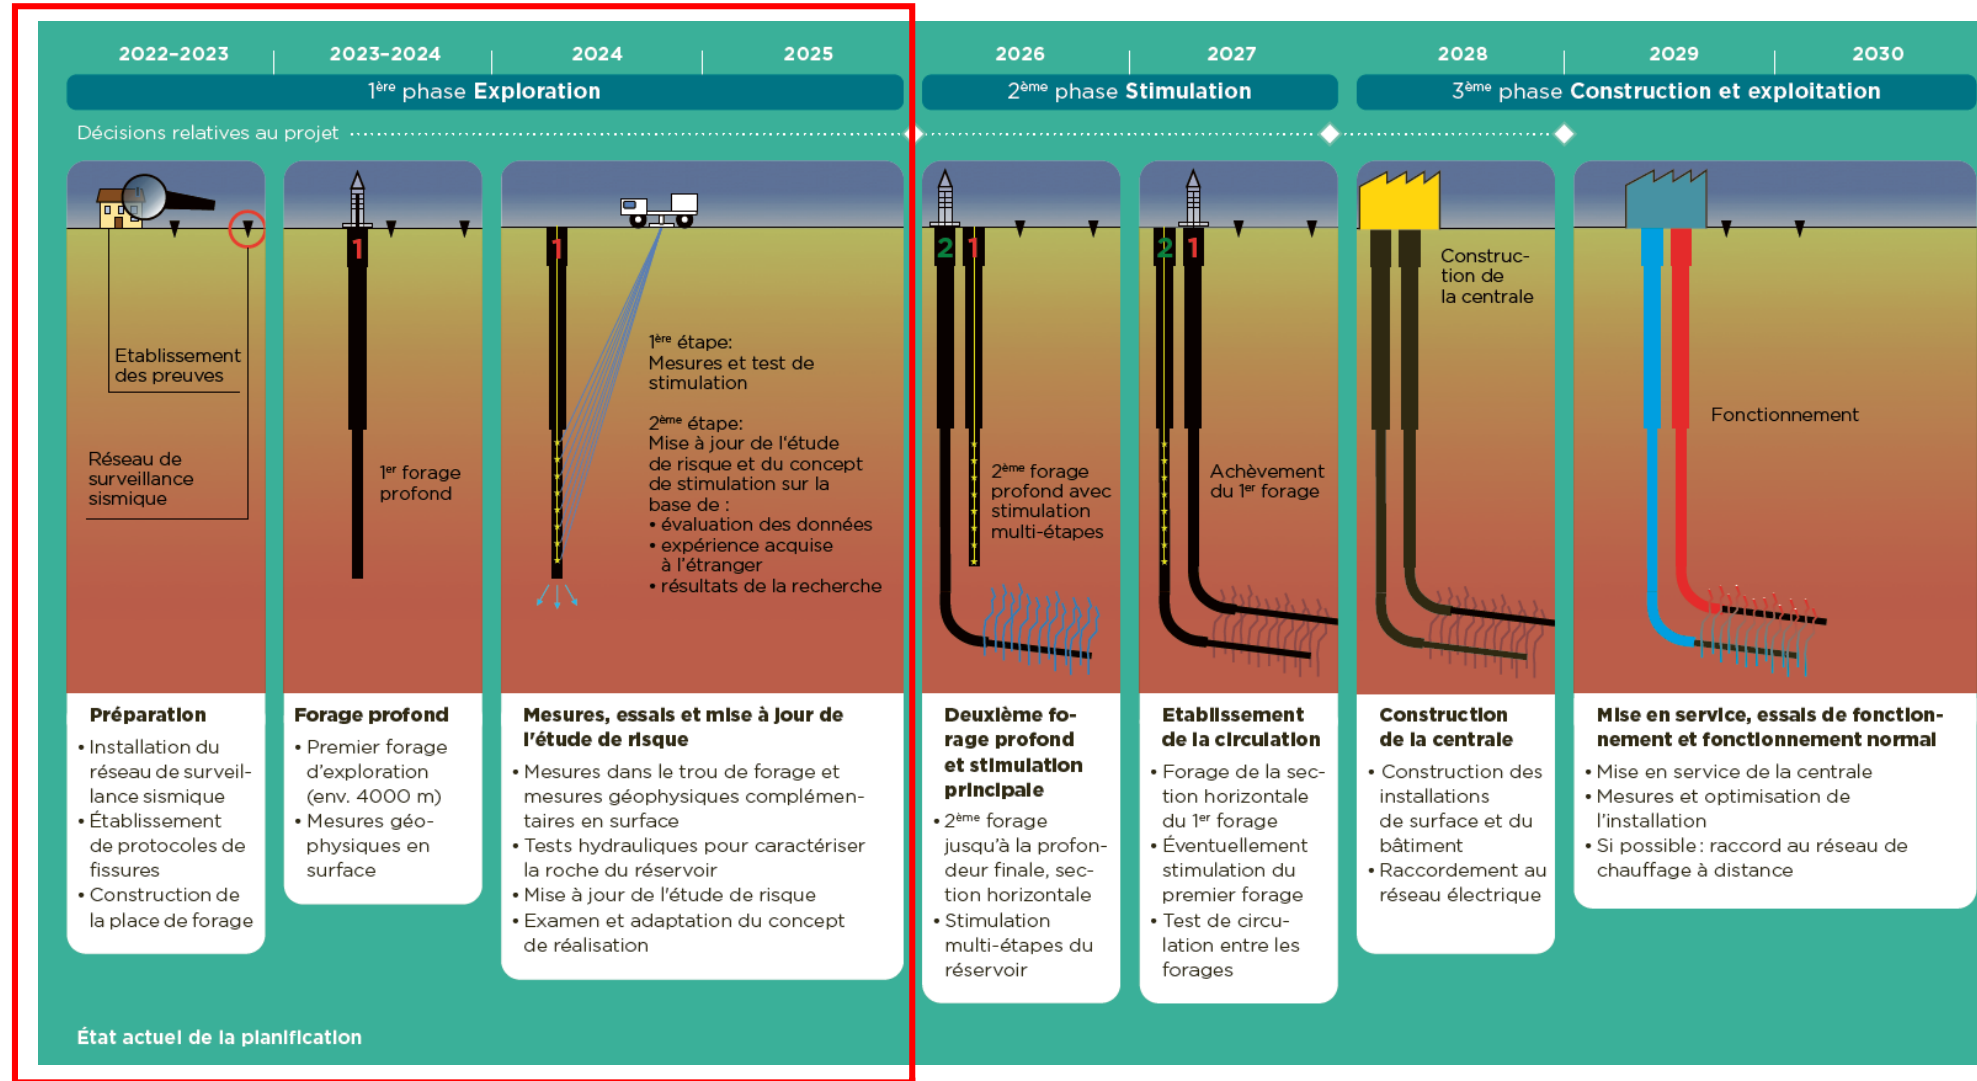 2022–2023
2023–2024
2024
2025
2026
2027
2028
2029
2030
1ère phase Exploration
2ème phase Stimulation
3ème phase Construction et exploitation
Décisions relatives au projet
Etablissement
des preuves
Réseau de
surveillance
sismique
1
1er forage
profond
1
1ère étape:
Mesures et test de
stimulation
2ème étape:
Mise à jour de l'étude
de risque et du concept
de stimulation sur la
base de :
• évaluation des données
• expérience acquise
à l'étranger
• résultats de la recherche
2 1
2ème forage
profond avec
stimulation
multi-étapes
2 1
Achèvement
du 1er forage
Construc-
tion de
la centrale
Fonctionnement
Préparation
• Installation du
réseau de surveil-
lance sismique
• Établissement
de protocoles de
fissures
• Construction de
la place de forage
Forage profond
• Premier forage
d'exploration
(env. 4000 m)
• Mesures géo-
physiques en
surface
Mesures, essais et mise à jour de
l'étude de risque
• Mesures dans le trou de forage et
mesures géophysiques complémen-
taires en surface
• Tests hydrauliques pour caractériser
la roche du réservoir
• Mise à jour de l'étude de risque
• Examen et adaptation du concept
de réalisation
Deuxième fo-
rage profond
et stimulation
principale
• 2ème forage
jusqu'à la profon-
deur finale, sec-
tion horizontale
• Stimulation
multi-étapes du
réservoir
Etablissement
de la circulation
• Forage de la sec-
tion horizontale
du 1er forage
• Éventuellement
stimulation du
premier forage
• Test de circu-
lation entre les
forages
Construction
de la centrale
• Construction des
installations
de surface et du
bâtiment
• Raccordement au
réseau électrique
Mise en service, essais de fonction-
nement et fonctionnement normal
• Mise en service de la centrale
• Mesures et optimisation de
l'installation
• Si possible : raccord au réseau de
chauffage à distance
État actuel de la planification